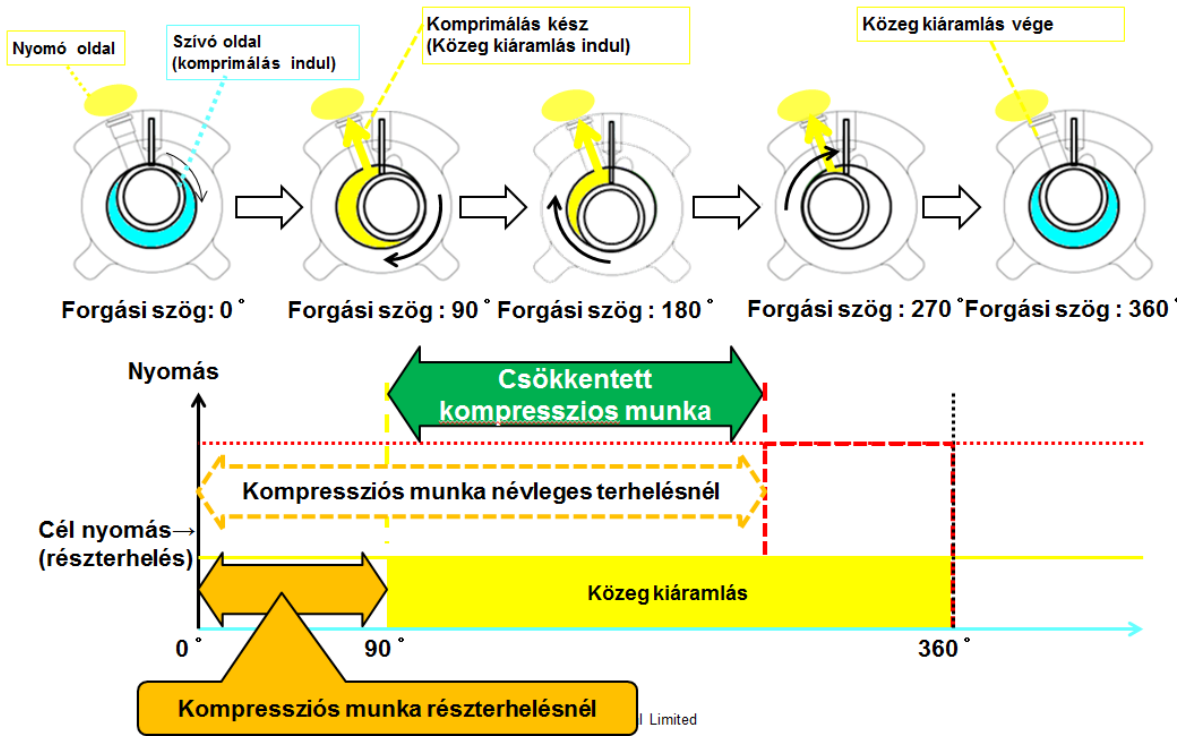 Nyomó oldal
Szívó oldal
(komprimálás indul)
Komprimálás kész
(Közeg kiáramlás indul)
Közeg kiáramlás vége
Forgási szög: 0 °
Forgási szög : 90 °
Forgási szög : 180 °
Forgási szög : 270 °
Forgási szög : 360 °
Nyomás
Csökkentett
kompresszios munka
Kompressziós munka névleges terhelésnél
Cél nyomás→
(részterhelés)
Közeg kiáramlás
0 °
90 °
360 °
Kompressziós munka részterhelésnél
Limited